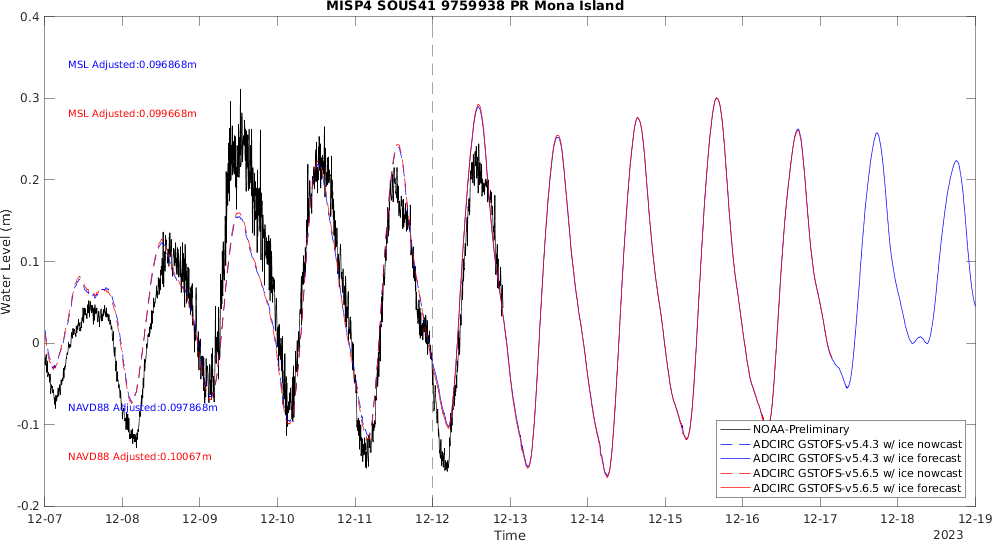 MISP4 SOUS41 9759938 PR Mona Island
0.4
MSL Adjusted:0.096868m
0.3
MSL Adjusted:0.099668m
0.2
0.1
Water Level (m)
0
NAVD88 Adjusted:0.097868m
-0.1
NAVD88 Adjusted:0.10067m
-0.2
NOAA-Preliminary
ADCIRC GSTOFS-v5.4.3 w/ ice nowcast
ADCIRC GSTOFS-v5.4.3 w/ ice forecast
ADCIRC GSTOFS-v5.6.5 w/ ice nowcast
ADCIRC GSTOFS-v5.6.5 w/ ice forecast
12-07 12-08 12-09 12-10 12-11 12-12 12-13 12-14 12-15 12-16 12-17 12-18 12-19
Time
2023